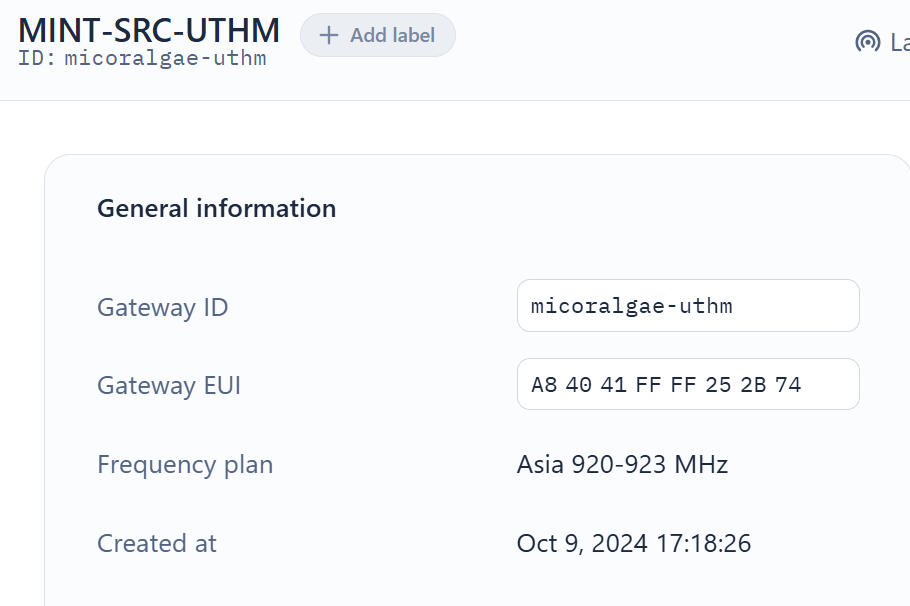 MINT-SRC-UTHM
+ Add label
ID: micoralgae-uthm
La
General information
Gateway ID
micoralgae-uthm
Gateway EUI
A8 40 41 FF FF 25 2B 74
Frequency plan
Asia 920-923 MHz
Created at
Oct 9, 2024 17:18:26